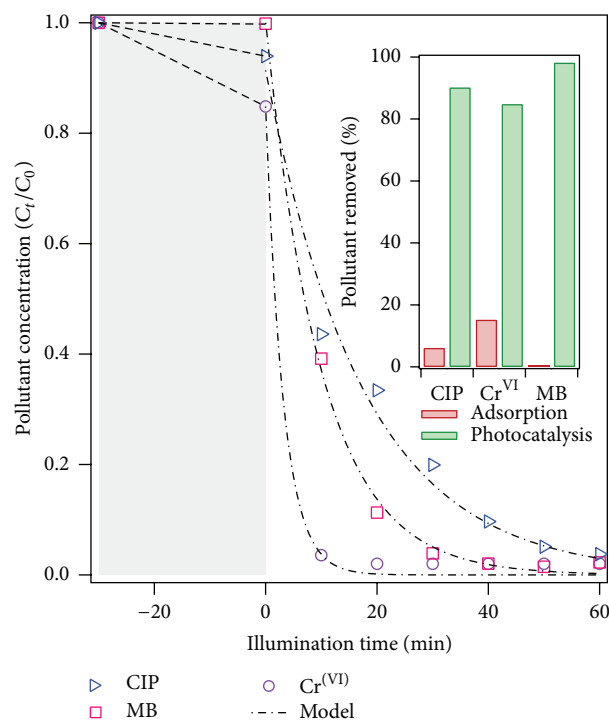 Pollutant concentration (Cₜ/C₀)
1.0
0.8
0.6
0.4
0.2
0.0
−20
0
20
40
60
Illumination time (min)
Pollutant removed (%)
100
80
60
40
20
0
CIP
Cr^VI
MB
Adsorption
Photocatalysis
CIP
MB
Cr^(VI)
Model